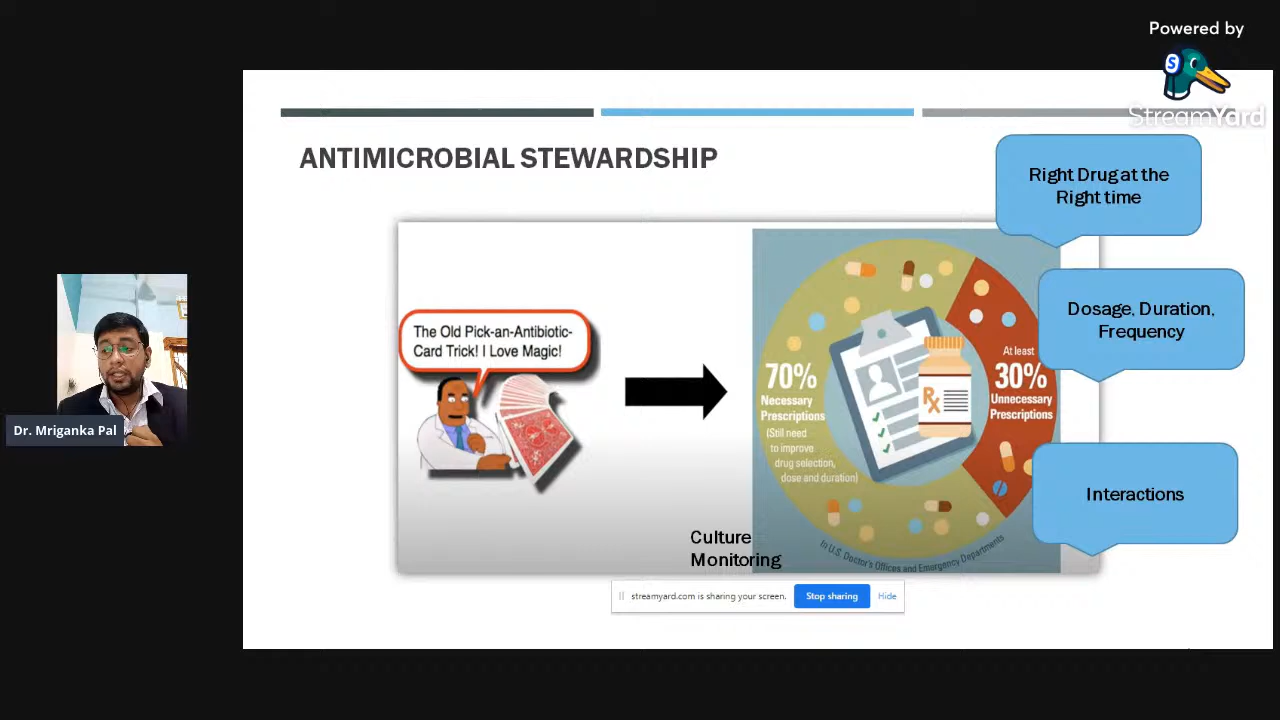 Powered by
StreamYard
ANTIMICROBIAL STEWARDSHIP
Right Drug at the
Right time
Dosage, Duration,
Frequency
Interactions
The Old Pick-an-Antibiotic-
Card Trick! I Love Magic!
70%
Necessary
Prescriptions
(Still need
to improve
drug selection,
dose and duration)
Rx
At least
30%
Unnecessary
Prescriptions
In U.S. Doctor's Offices and Emergency Departments
Culture
Monitoring
Dr. Mriganka Pal
streamyard.com is sharing your screen.
Stop sharing
Hide